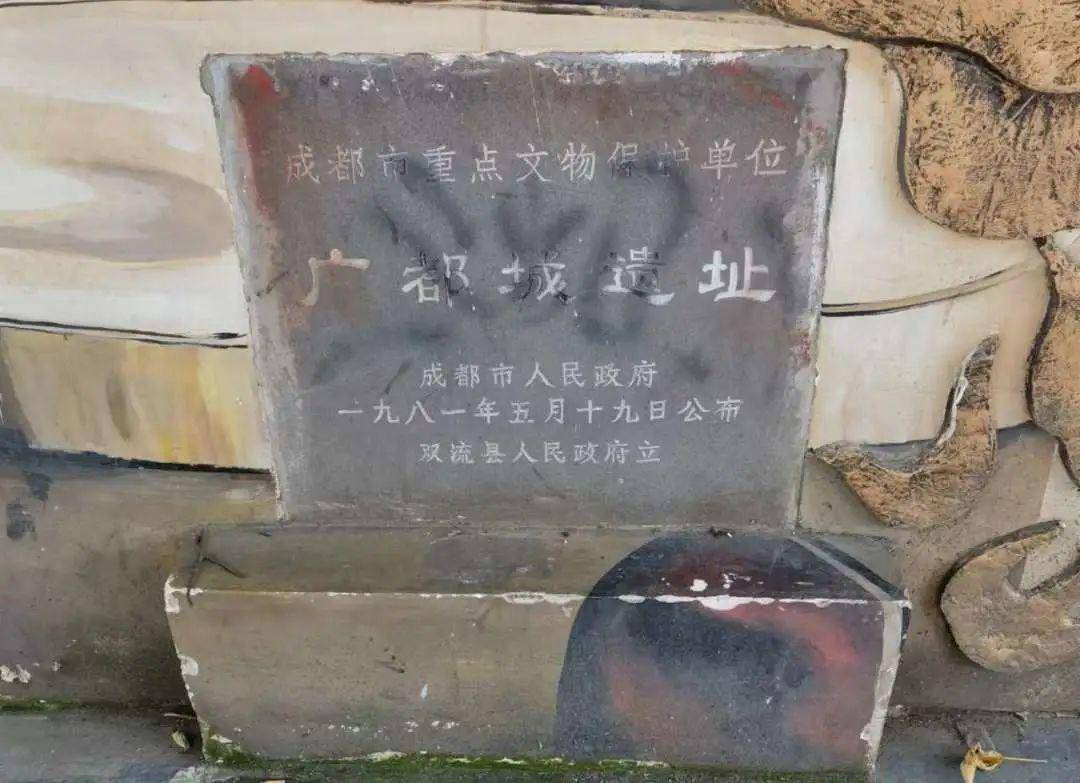 成都市重点文物保护单位
广都城遗址
成都市人民政府
一九八一年五月十九日公布
双流县人民政府立